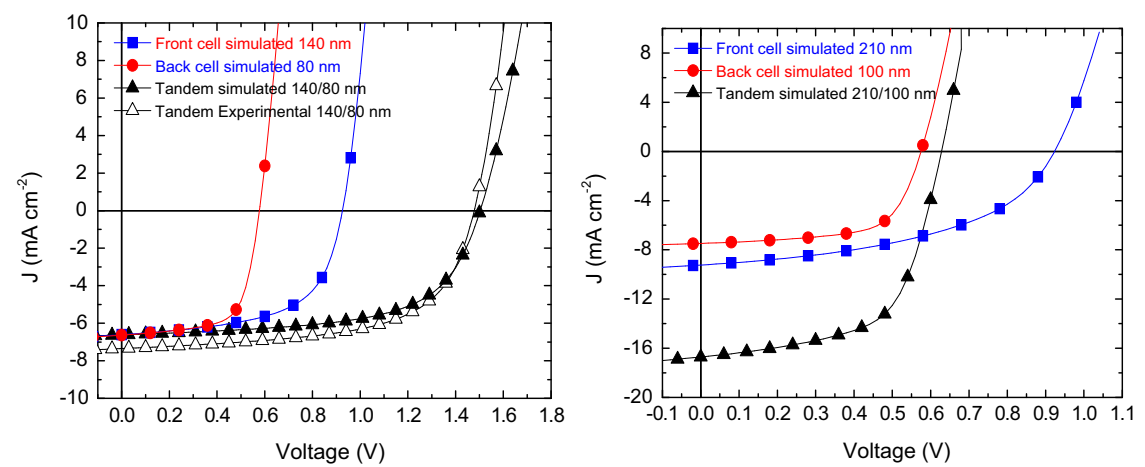 Front cell simulated 140 nm
Back cell simulated 80 nm
Tandem simulated 140/80 nm
Tandem Experimental 140/80 nm
10
8
6
4
2
0
-2
-4
-6
-8
-10
J (mA cm-2)
0.0 0.2 0.4 0.6 0.8 1.0 1.2 1.4 1.6 1.8
Voltage (V)
Front cell simulated 210 nm
Back cell simulated 100 nm
Tandem simulated 210/100 nm
8
4
0
-4
-8
-12
-16
-20
J (mA cm-2)
-0.1 0.0 0.1 0.2 0.3 0.4 0.5 0.6 0.7 0.8 0.9 1.0 1.1
Voltage (V)